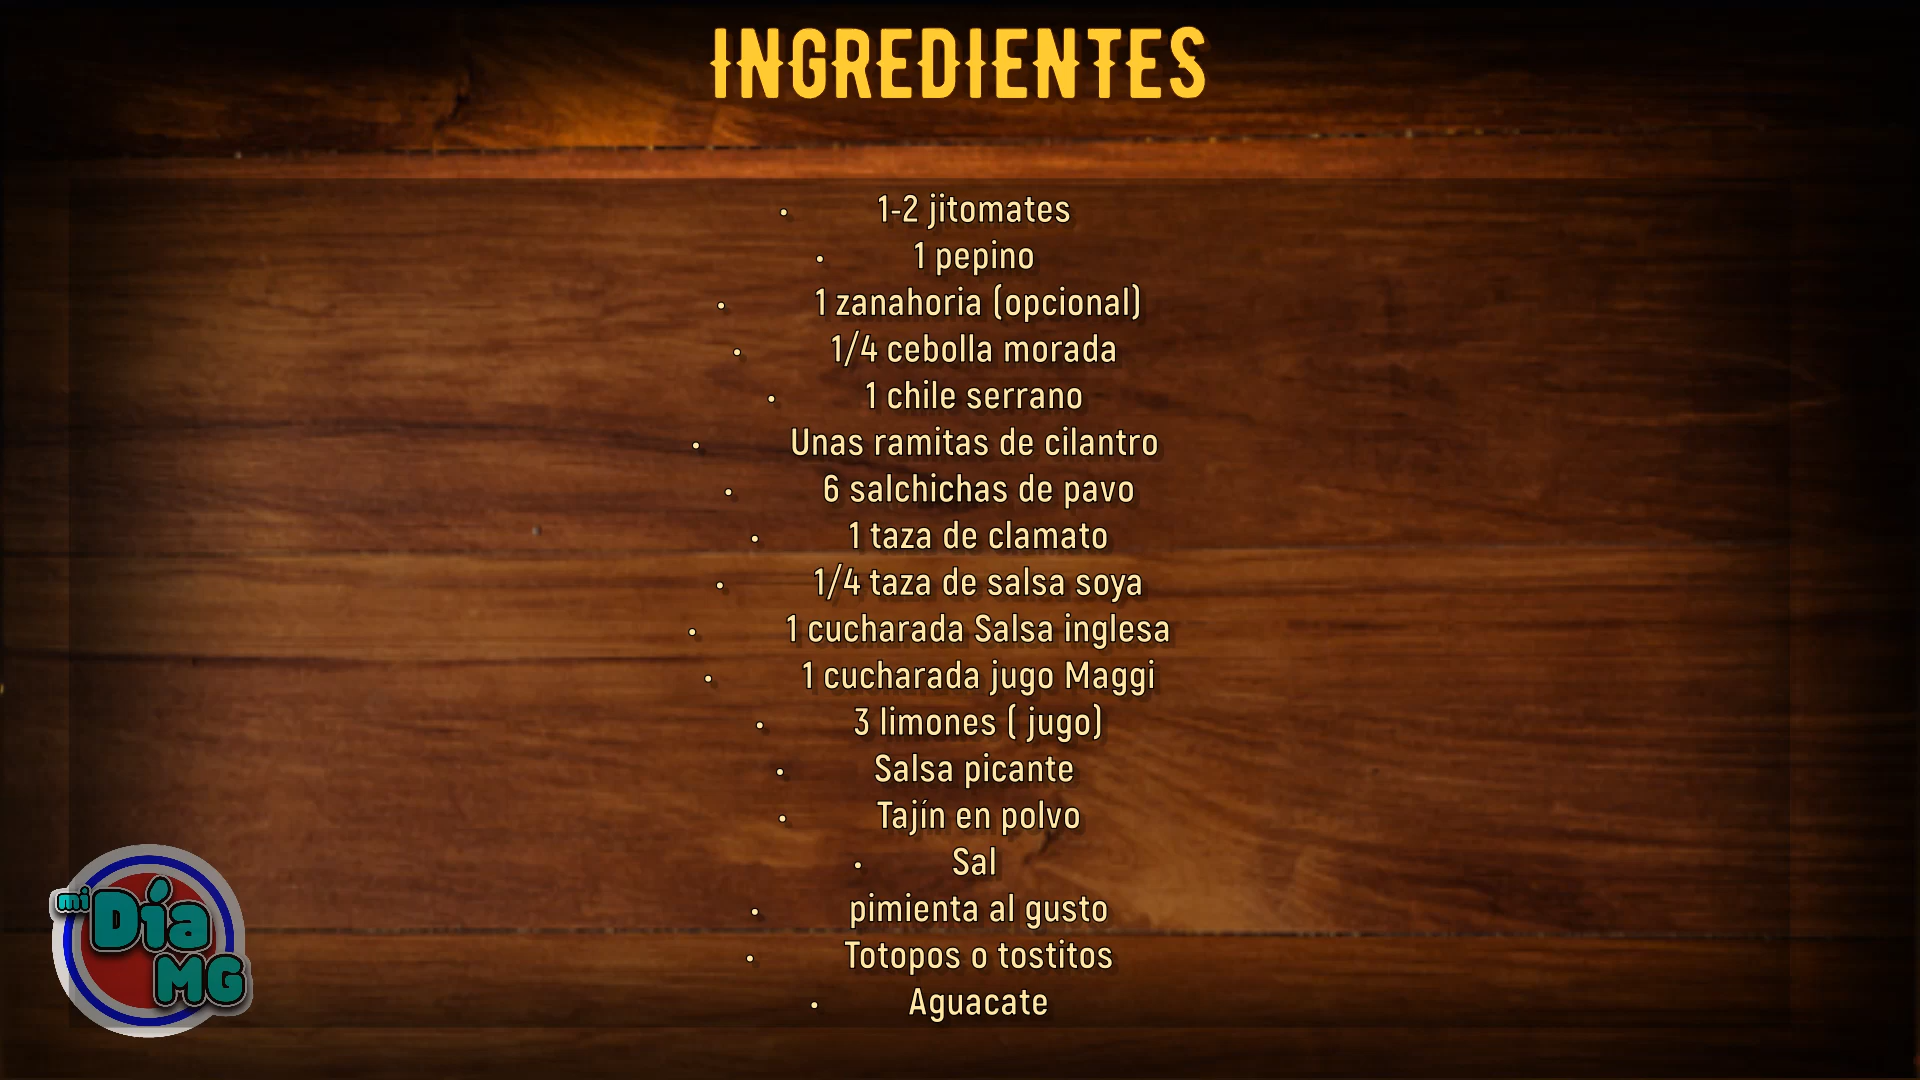 INGREDIENTES
• 1-2 jitomates
• 1 pepino
• 1 zanahoria (opcional)
• 1/4 cebolla morada
• 1 chile serrano
• Unas ramitas de cilantro
• 6 salchichas de pavo
• 1 taza de clamato
• 1/4 taza de salsa soya
• 1 cucharada Salsa inglesa
• 1 cucharada jugo Maggi
• 3 limones ( jugo)
• Salsa picante
• Tajín en polvo
• Sal
• pimienta al gusto
• Totopos o tostitos
• Aguacate
mi Día
MG